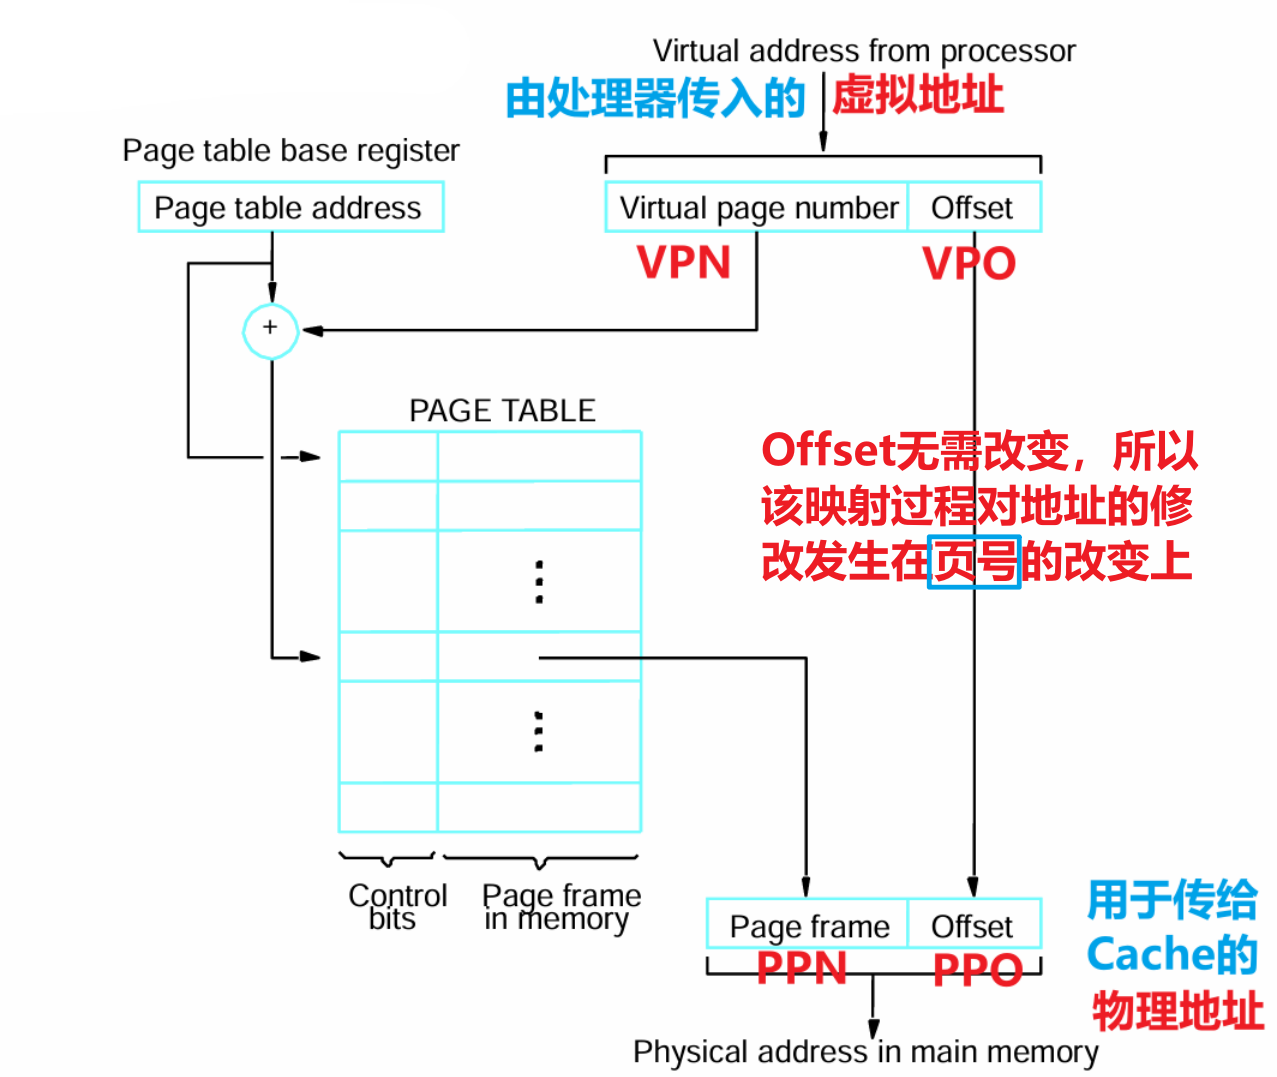 Virtual address from processor
由处理器传入的 虚拟地址
Page table base register
Page table address
Virtual page number Offset
VPN VPO
+
PAGE TABLE
Offset无需改变，所以
该映射过程对地址的修
改发生在页号的改变上
Control
bits
Page frame
in memory
Page frame Offset
PPN PPO
用于传给
Cache的
物理地址
Physical address in main memory